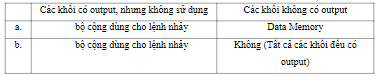 Các khối có output, nhưng không sử dụng
Các khối không có output
a.
bộ cộng dùng cho lệnh nhảy
Data Memory
b.
bộ cộng dùng cho lệnh nhảy
Không (Tất cả các khối đều có
output)